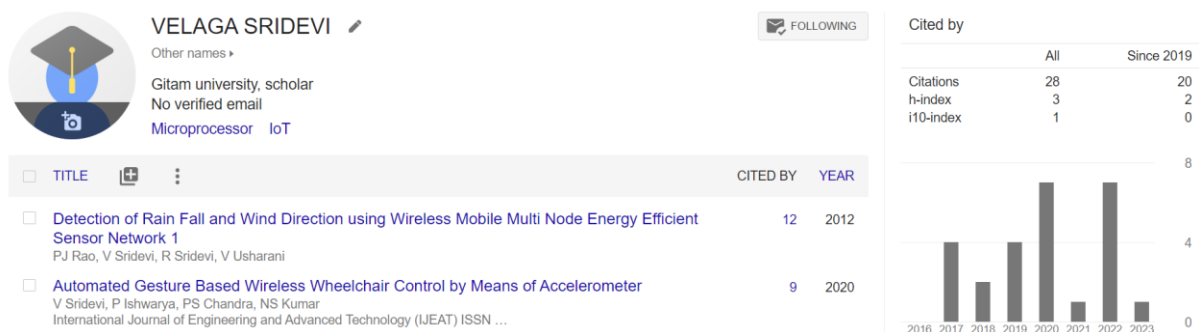 VELAGA SRIDEVI
FOLLOWING
Other names
Gitam university, scholar
No verified email
Microprocessor IoT
TITLE CITED BY YEAR
Detection of Rain Fall and Wind Direction using Wireless Mobile Multi Node Energy Efficient 12 2012
Sensor Network 1
PJ Rao, V Sridevi, R Sridevi, V Usharani
Automated Gesture Based Wireless Wheelchair Control by Means of Accelerometer 9 2020
V Sridevi, P Ishwarya, PS Chandra, NS Kumar
International Journal of Engineering and Advanced Technology (IJEAT) ISSN …
Cited by
All Since 2019
Citations 28 20
h-index 3 2
i10-index 1 0
8
4
0
2016 2017 2018 2019 2020 2021 2022 2023